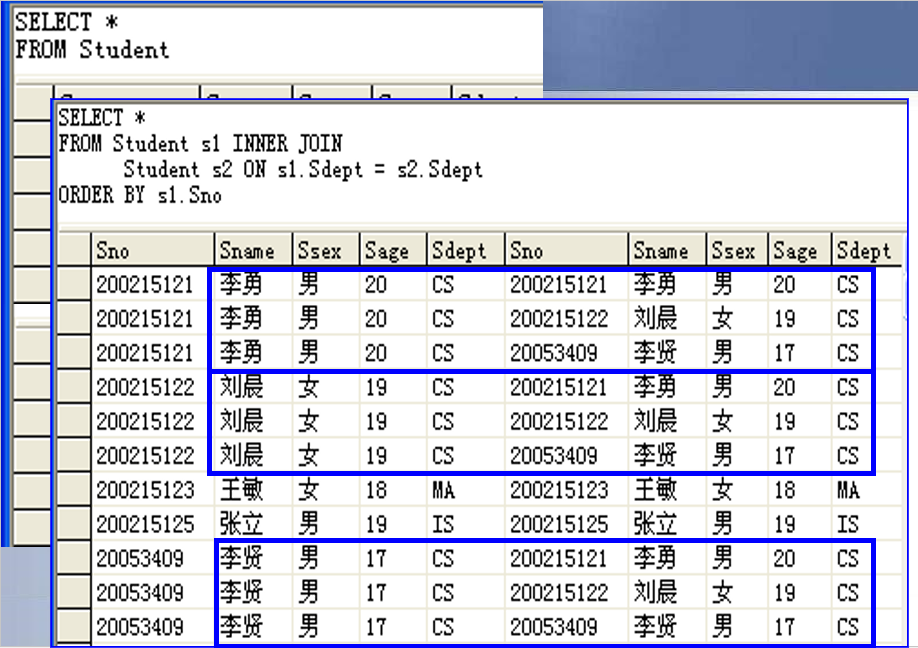 SELECT *
FROM Student
SELECT *
FROM Student s1 INNER JOIN
Student s2 ON s1.Sdept = s2.Sdept
ORDER BY s1.Sno
Sno Sname Ssex Sage Sdept Sno Sname Ssex Sage Sdept
200215121 李勇 男 20 CS 200215121 李勇 男 20 CS
200215121 李勇 男 20 CS 200215122 刘晨 女 19 CS
200215121 李勇 男 20 CS 20053409 李贤 男 17 CS
200215122 刘晨 女 19 CS 200215121 李勇 男 20 CS
200215122 刘晨 女 19 CS 200215122 刘晨 女 19 CS
200215122 刘晨 女 19 CS 20053409 李贤 男 17 CS
200215123 王敏 女 18 MA 200215123 王敏 女 18 MA
200215125 张立 男 19 IS 200215125 张立 男 19 IS
20053409 李贤 男 17 CS 200215121 李勇 男 20 CS
20053409 李贤 男 17 CS 200215122 刘晨 女 19 CS
20053409 李贤 男 17 CS 20053409 李贤 男 17 CS